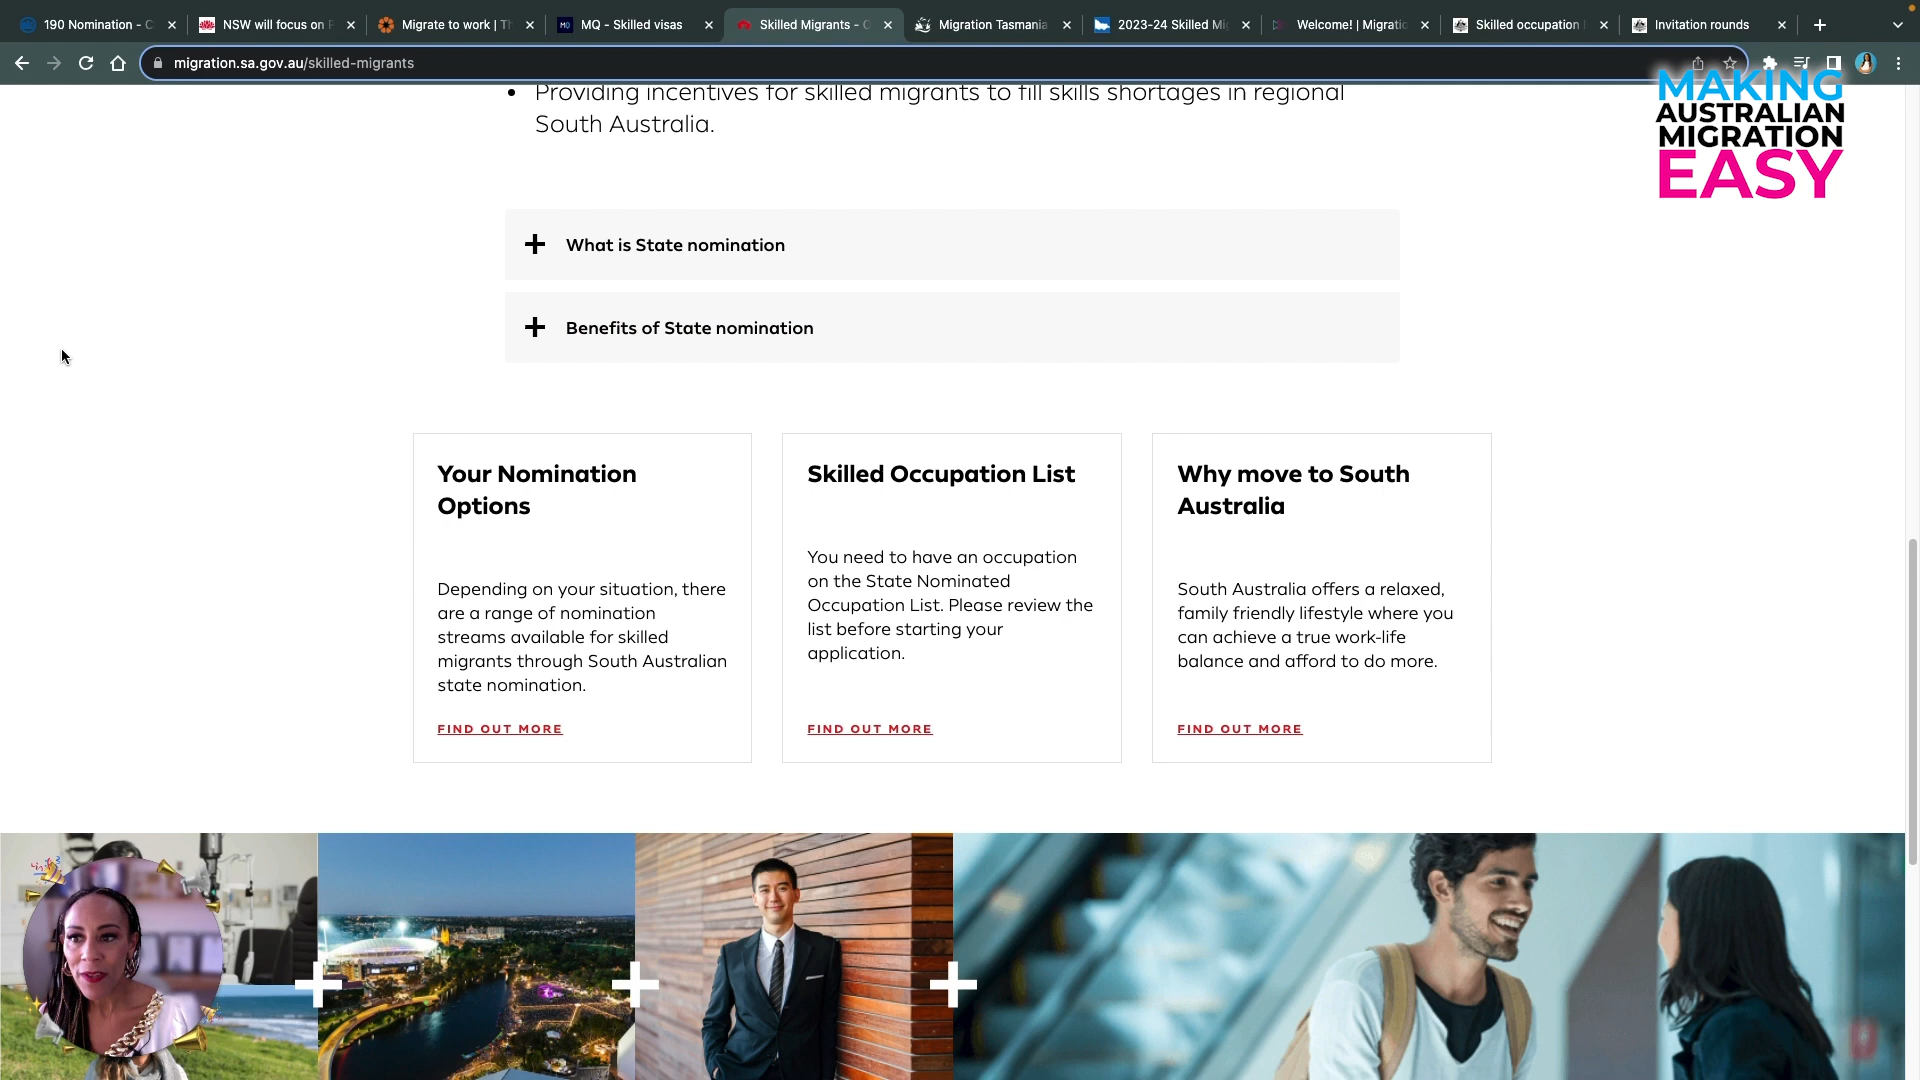 190 Nomination - C
NSW will focus on
Migrate to work | Th
MQ - Skilled visas
Skilled Migrants - C
Migration Tasmania
2023-24 Skilled Mi
Welcome! | Migratio
Skilled occupation
Invitation rounds
migration.sa.gov.au/skilled-migrants
MAKING
AUSTRALIAN
MIGRATION
EASY
• Providing incentives for skilled migrants to fill skills shortages in regional
South Australia.
What is State nomination
Benefits of State nomination
Your Nomination
Options
Depending on your situation, there
are a range of nomination
streams available for skilled
migrants through South Australian
state nomination.
FIND OUT MORE
Skilled Occupation List
You need to have an occupation
on the State Nominated
Occupation List. Please review the
list before starting your
application.
FIND OUT MORE
Why move to South
Australia
South Australia offers a relaxed,
family friendly lifestyle where you
can achieve a true work-life
balance and afford to do more.
FIND OUT MORE